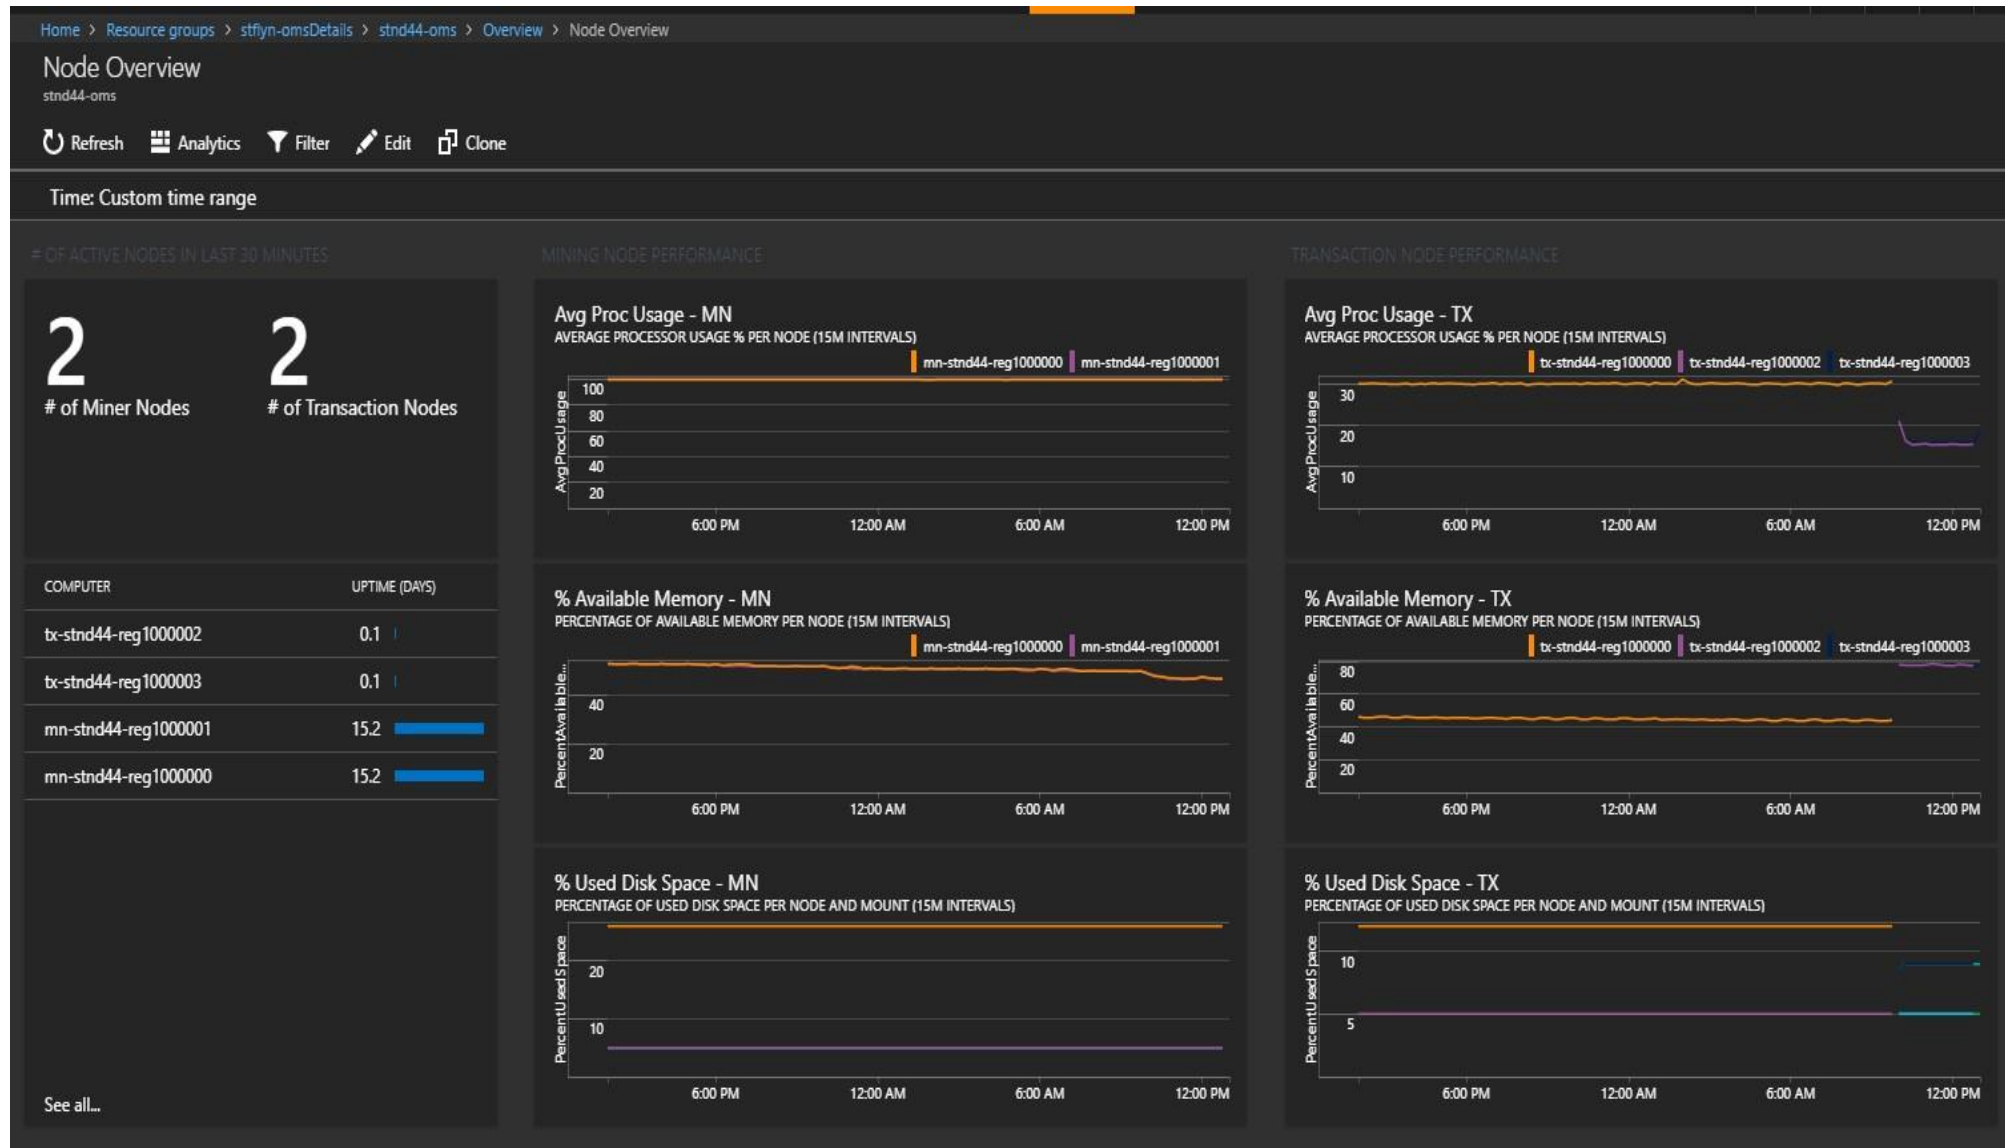 Home > Resource groups > stflyn-omsDetails > stnd44-oms > Overview > Node Overview
Node Overview
stnd44-oms
Refresh Analytics Filter Edit Clone
Time: Custom time range
# OF ACTIVE NODES IN LAST 30 MINUTES
2 2
# of Miner Nodes # of Transaction Nodes
COMPUTER UPTIME (DAYS)
tx-stnd44-reg1000002 0.1
tx-stnd44-reg1000003 0.1
mn-stnd44-reg1000001 15.2
mn-stnd44-reg1000000 15.2
See all...
MINING NODE PERFORMANCE
Avg Proc Usage - MN
AVERAGE PROCESSOR USAGE % PER NODE (15M INTERVALS)
mn-stnd44-reg1000000 mn-stnd44-reg1000001
AvgProcUsage
100
80
60
40
20
6:00 PM 12:00 AM 6:00 AM 12:00 PM
% Available Memory - MN
PERCENTAGE OF AVAILABLE MEMORY PER NODE (15M INTERVALS)
mn-stnd44-reg1000000 mn-stnd44-reg1000001
PercentAvailable...
40
20
6:00 PM 12:00 AM 6:00 AM 12:00 PM
% Used Disk Space - MN
PERCENTAGE OF USED DISK SPACE PER NODE AND MOUNT (15M INTERVALS)
PercentUsedSpace
20
10
6:00 PM 12:00 AM 6:00 AM 12:00 PM
TRANSACTION NODE PERFORMANCE
Avg Proc Usage - TX
AVERAGE PROCESSOR USAGE % PER NODE (15M INTERVALS)
tx-stnd44-reg1000000 tx-stnd44-reg1000002 tx-stnd44-reg1000003
AvgProcUsage
30
20
10
6:00 PM 12:00 AM 6:00 AM 12:00 PM
% Available Memory - TX
PERCENTAGE OF AVAILABLE MEMORY PER NODE (15M INTERVALS)
tx-stnd44-reg1000000 tx-stnd44-reg1000002 tx-stnd44-reg1000003
PercentAvailable...
80
60
40
20
6:00 PM 12:00 AM 6:00 AM 12:00 PM
% Used Disk Space - TX
PERCENTAGE OF USED DISK SPACE PER NODE AND MOUNT (15M INTERVALS)
PercentUsedSpace
10
5
6:00 PM 12:00 AM 6:00 AM 12:00 PM